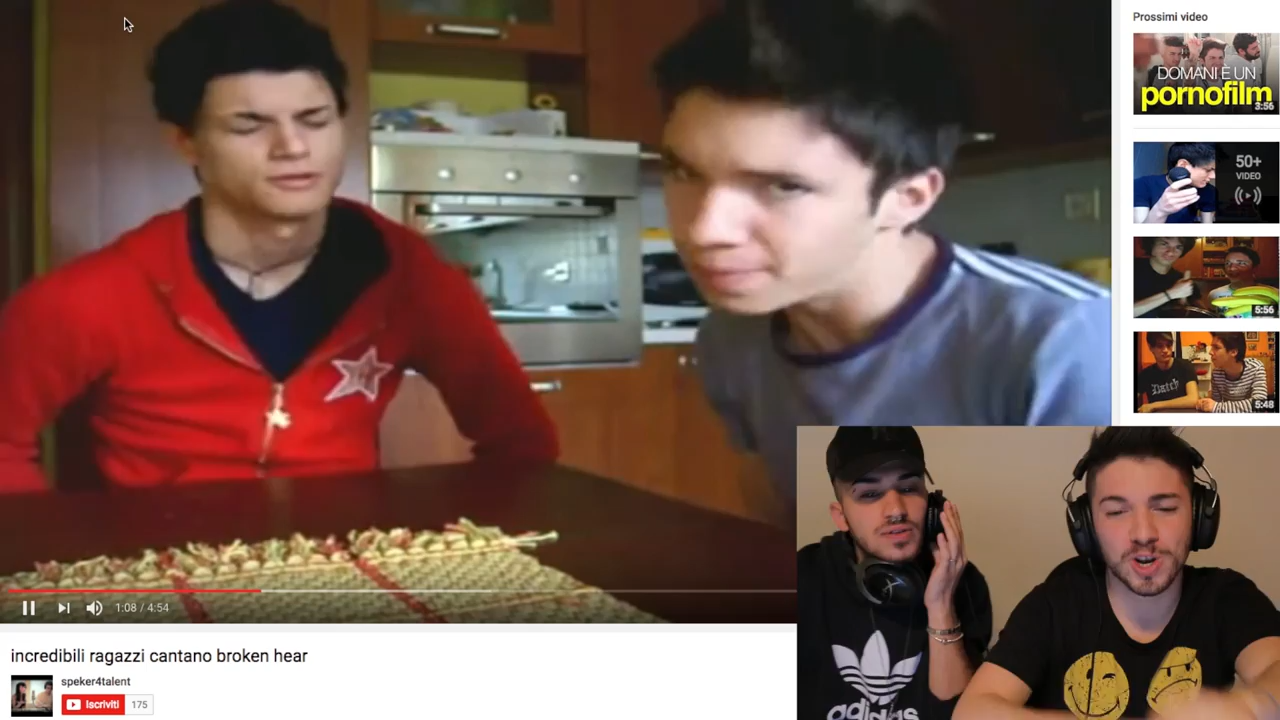 Prossimi video
DOMANI È UN
pornofilm
3:56
50+
VIDEO
5:56
5:48
1:08 / 4:54
incredibili ragazzi cantano broken hear
speker4talent
Iscriviti
175
adidas